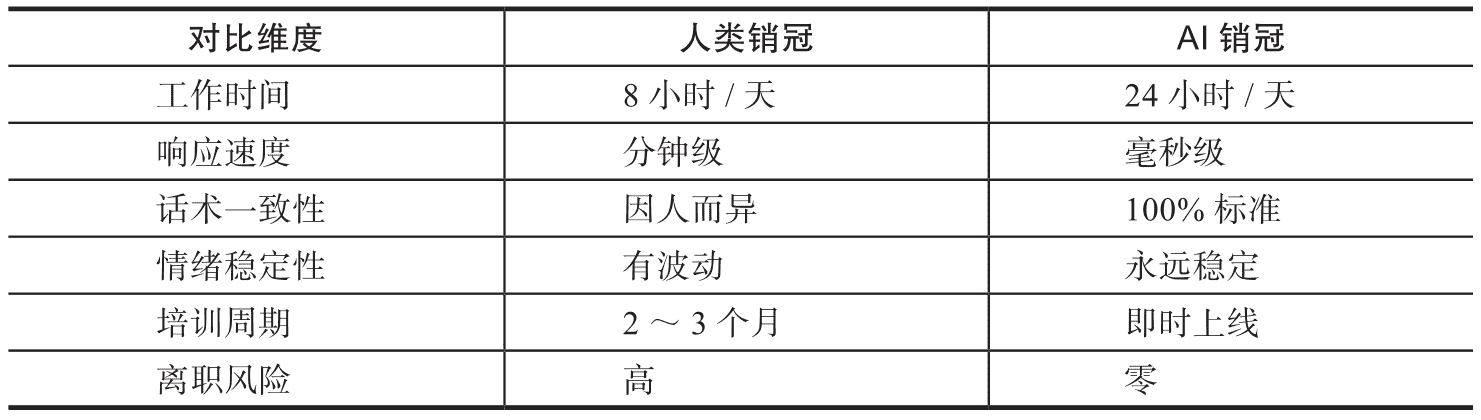 对比维度 人类销冠 AI 销冠
工作时间 8 小时 / 天 24 小时 / 天
响应速度 分钟级 毫秒级
话术一致性 因人而异 100% 标准
情绪稳定性 有波动 永远稳定
培训周期 2 ～ 3 个月 即时上线
离职风险 高 零